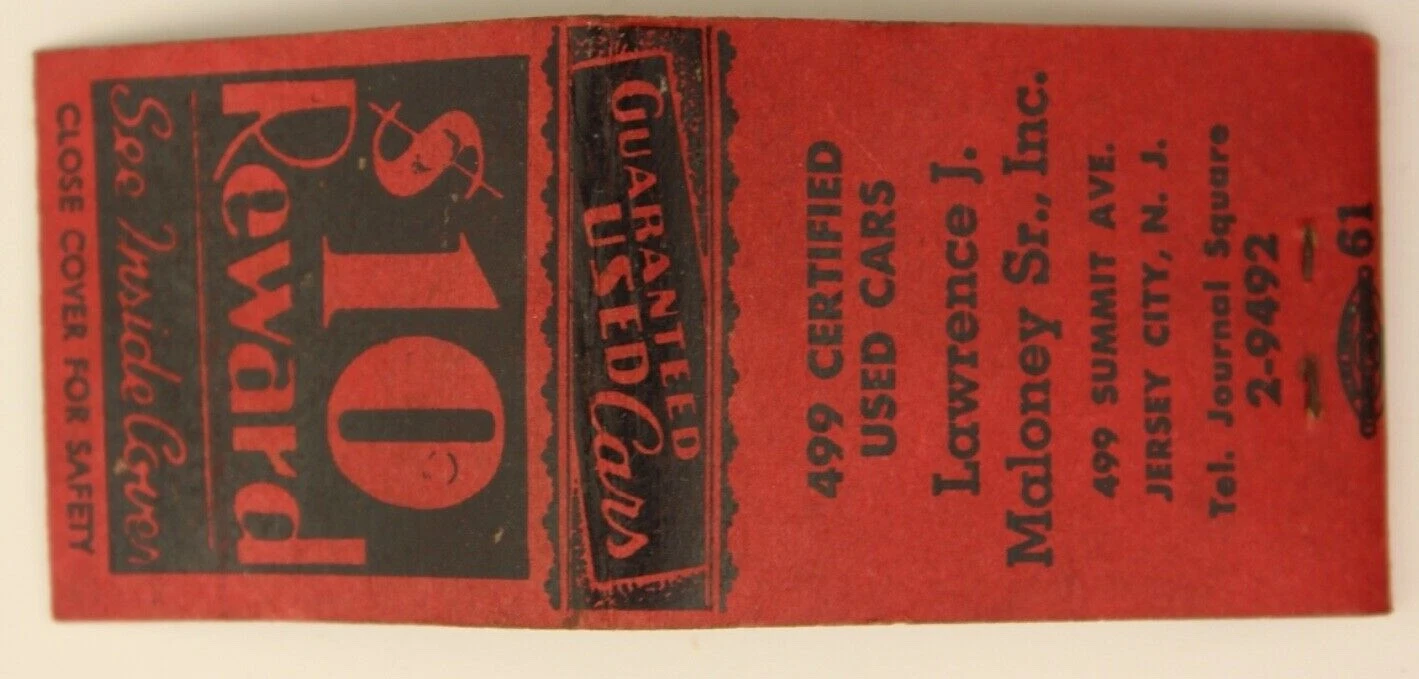 $10
Reward
See Inside Cover
CLOSE COVER FOR SAFETY
GUARANTEED
USED Cars
499 CERTIFIED
USED CARS
Lawrence J.
Maloney Sr., Inc.
499 SUMMIT AVE.
JERSEY CITY, N. J.
Tel. Journal Square
2-9492
61